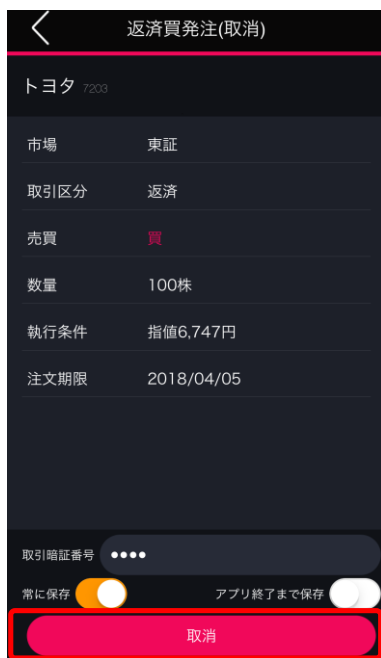 返済買発注(取消)
トヨタ 7203
市場 東証
取引区分 返済
売買 買
数量 100株
執行条件 指値6,747円
注文期限 2018/04/05
取引暗証番号 ••••
常に保存 アプリ終了まで保存
取消